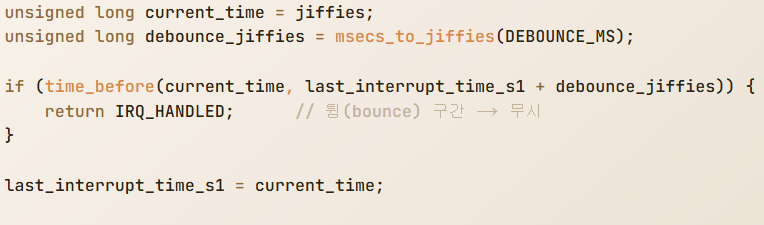 unsigned long current_time = jiffies;
unsigned long debounce_jiffies = msecs_to_jiffies(DEBOUNCE_MS);
if (time_before(current_time, last_interrupt_time_s1 + debounce_jiffies)) {
return IRQ_HANDLED; // 튐(bounce) 구간 → 무시
}
last_interrupt_time_s1 = current_time;